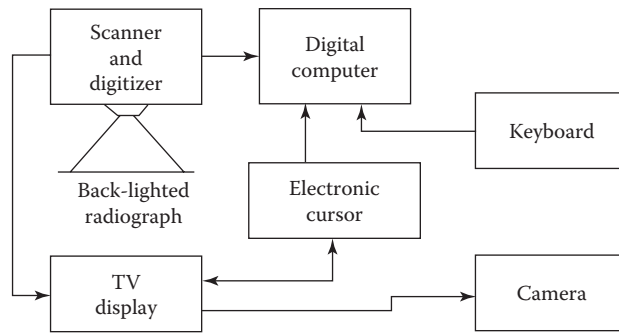 Scanner
and
digitizer
Digital
computer
Keyboard
Back-lighted
radiograph
Electronic
cursor
TV
display
Camera